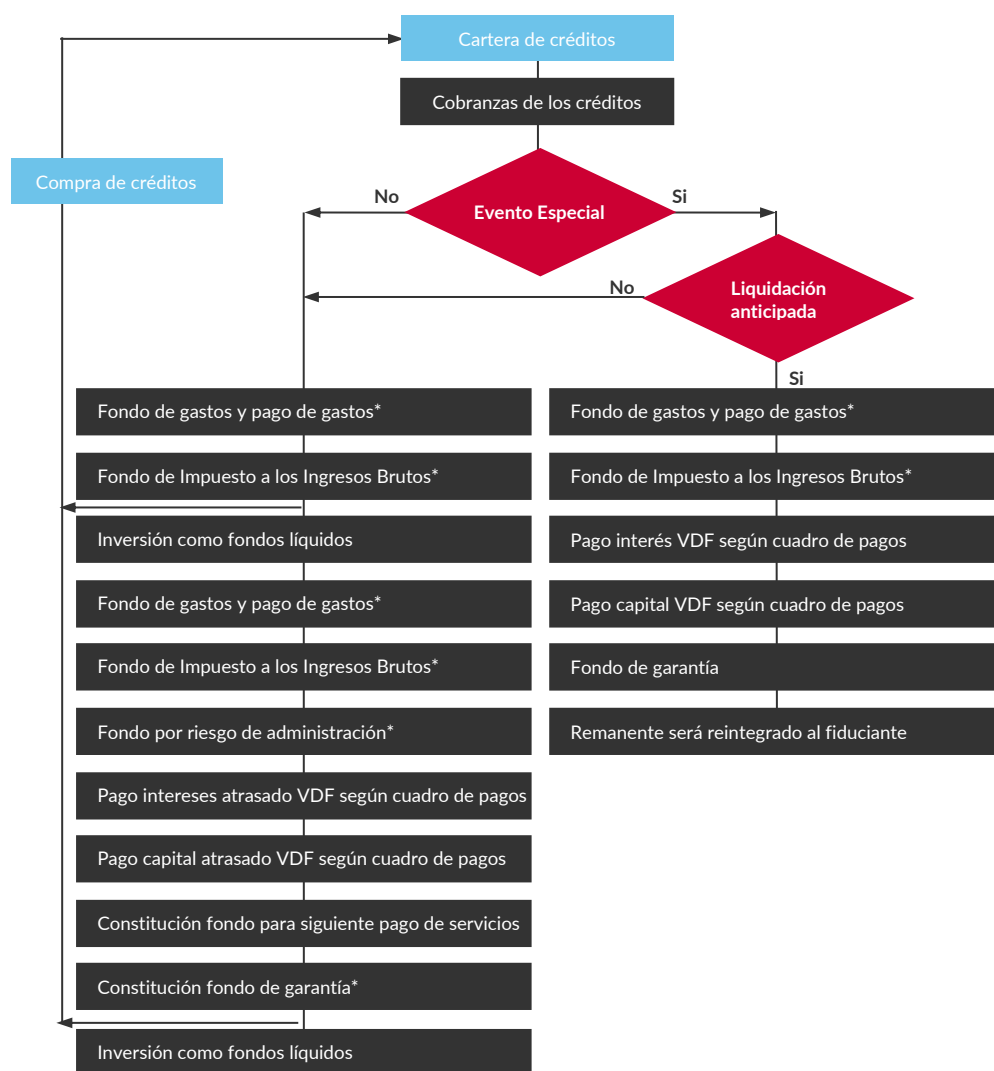 Cartera de créditos
Cobranzas de los créditos
Compra de créditos
No
Evento Especial
Si
No
Liquidación
anticipada
Si
Fondo de gastos y pago de gastos*
Fondo de Impuesto a los Ingresos Brutos*
Inversión como fondos líquidos
Fondo de gastos y pago de gastos*
Fondo de Impuesto a los Ingresos Brutos*
Fondo por riesgo de administración*
Pago intereses atrasado VDF según cuadro de pagos
Pago capital atrasado VDF según cuadro de pagos
Constitución fondo para siguiente pago de servicios
Constitución fondo de garantía*
Inversión como fondos líquidos
Fondo de gastos y pago de gastos*
Fondo de Impuesto a los Ingresos Brutos*
Pago interés VDF según cuadro de pagos
Pago capital VDF según cuadro de pagos
Fondo de garantía
Remanente será reintegrado al fiduciante